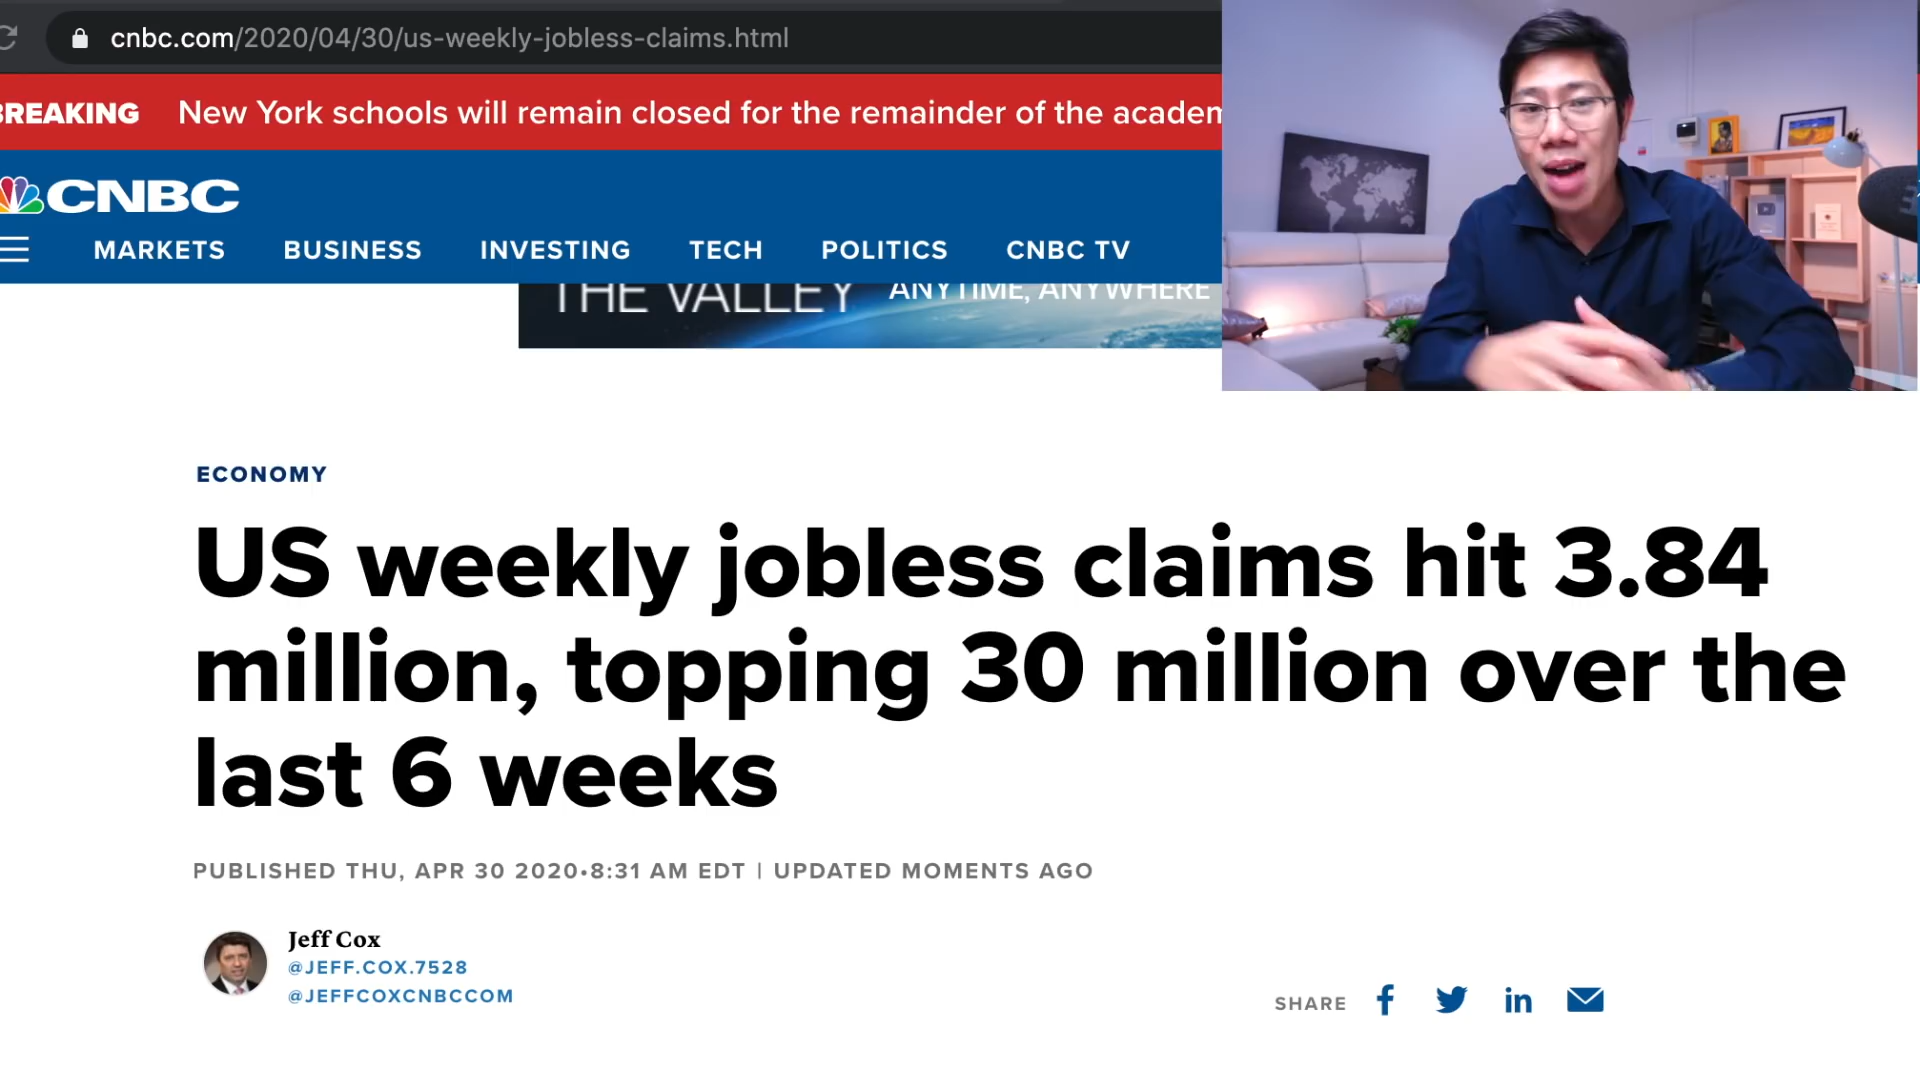 cnbc.com/2020/04/30/us-weekly-jobless-claims.html
BREAKING New York schools will remain closed for the remainder of the academ
CNBC
MARKETS BUSINESS INVESTING TECH POLITICS CNBC TV
THE VALLEY ANYTIME, ANYWHERE
ECONOMY
US weekly jobless claims hit 3.84
million, topping 30 million over the
last 6 weeks
PUBLISHED THU, APR 30 2020•8:31 AM EDT | UPDATED MOMENTS AGO
Jeff Cox
@JEFF.COX.7528
@JEFFCOXCNBCCOM
SHARE